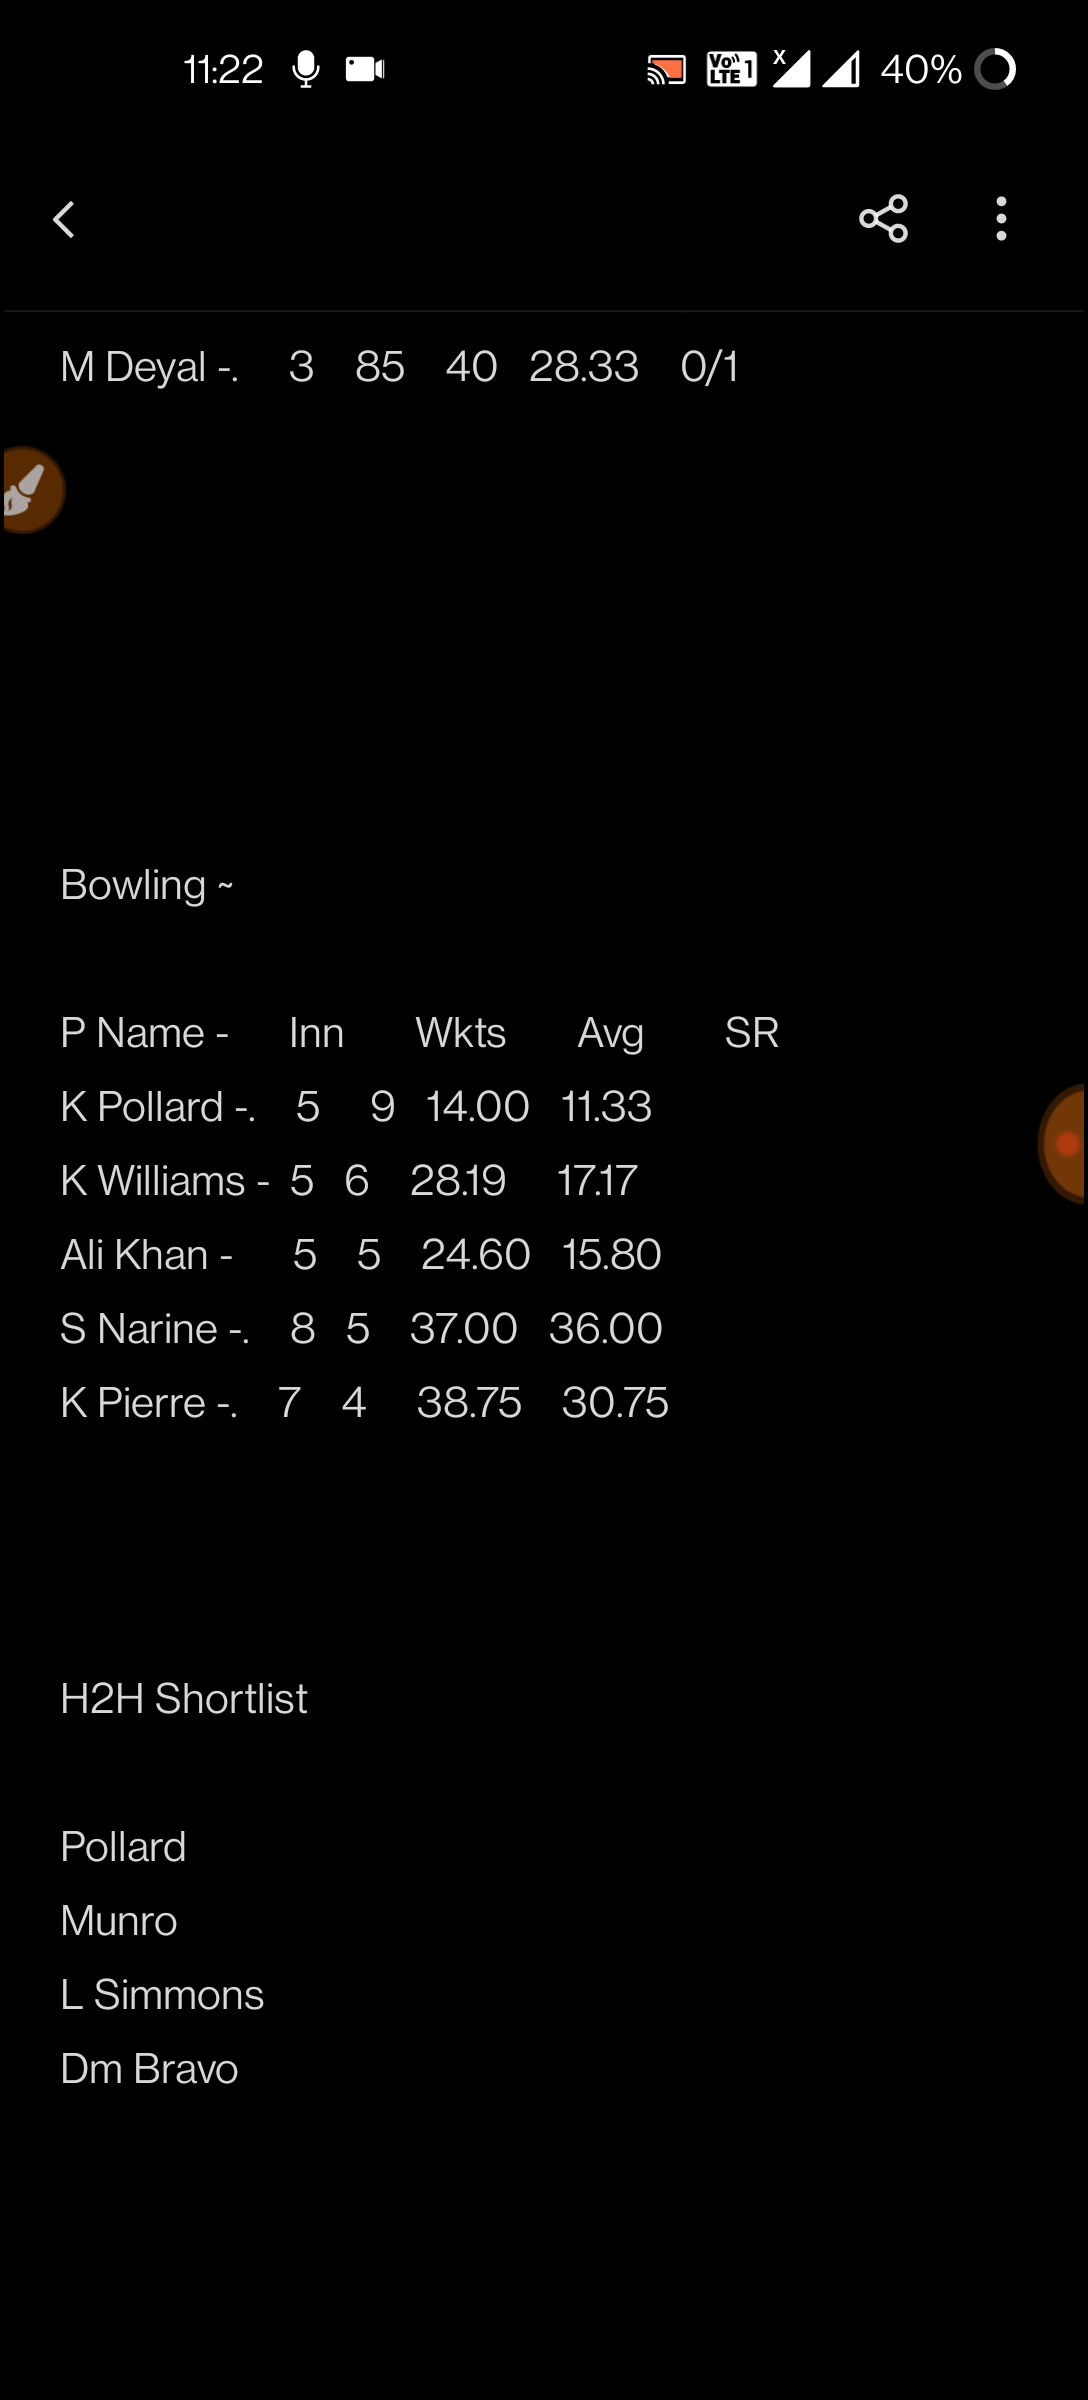 11:22 Vo LTE 1 X 40%
M Deyal -. 3 85 40 28.33 0/1
Bowling ~
P Name - Inn Wkts Avg SR
K Pollard -. 5 9 14.00 11.33
K Williams - 5 6 28.19 17.17
Ali Khan - 5 5 24.60 15.80
S Narine -. 8 5 37.00 36.00
K Pierre -. 7 4 38.75 30.75
H2H Shortlist
Pollard
Munro
L Simmons
Dm Bravo